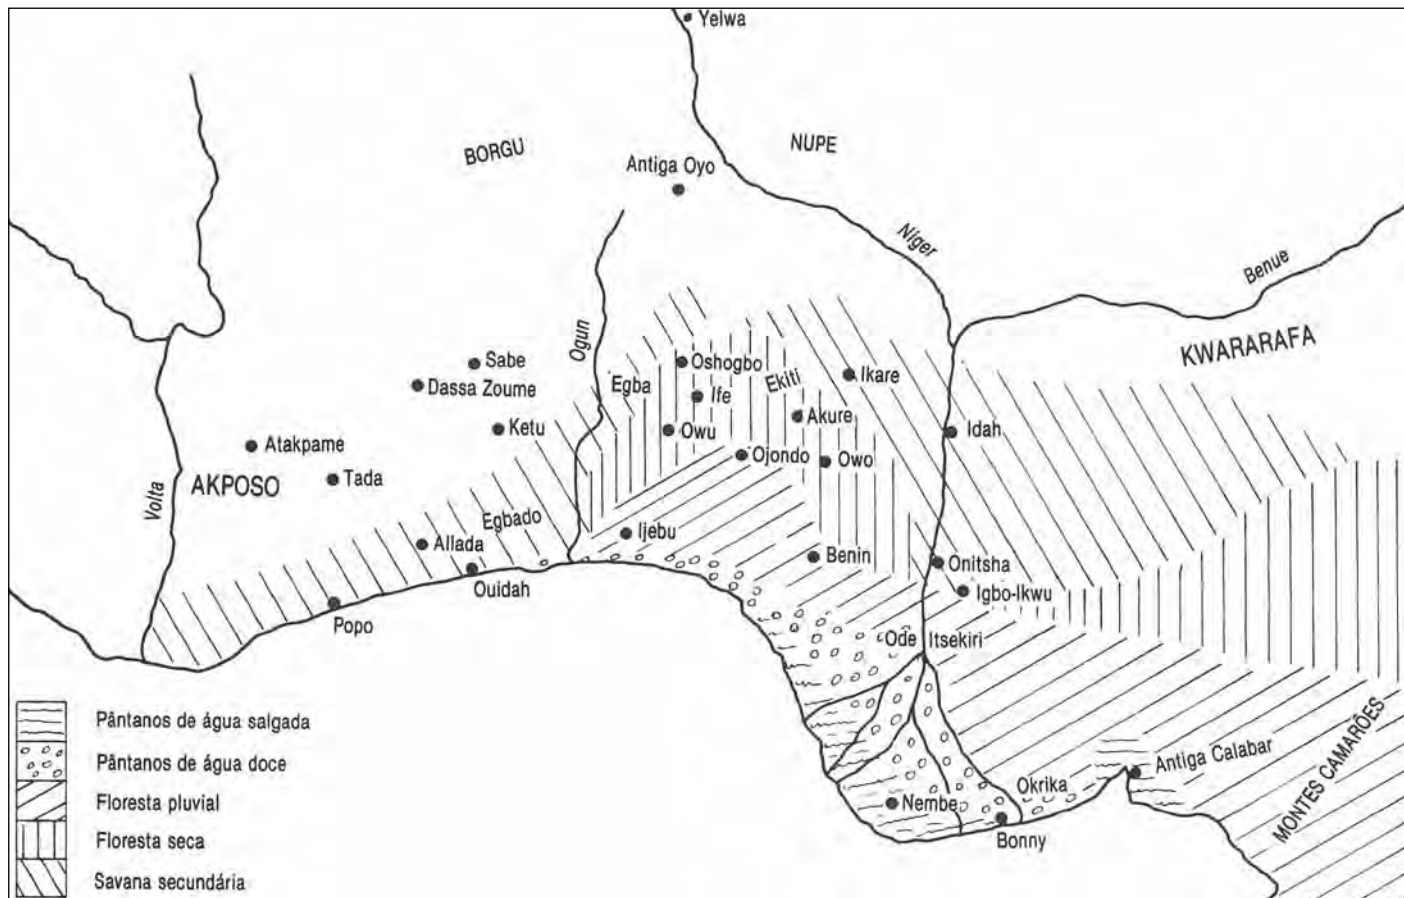 Yelwa
BORGU
NUPE
Antiga Oyo
Níger
Benue
KWARARAFA
Ogun
Sabe
Oshogbo
Egba
Ekiti
Ikare
Dassa Zoume
Ife
Ketu
Owu
Akure
Idah
Atakpame
Ojondo
Owo
Volta
AKPOSO
Tada
Egbado
Allada
Ijebu
Benin
Onitsha
Ouidah
Igbo-Ikwu
Popo
Ode Itsekiri
Pântanos de água salgada
Pântanos de água doce
Floresta pluvial
Floresta seca
Savana secundária
Antiga Calabar
Okrika
Nembe
Bonny
MONTES CAMARÕES